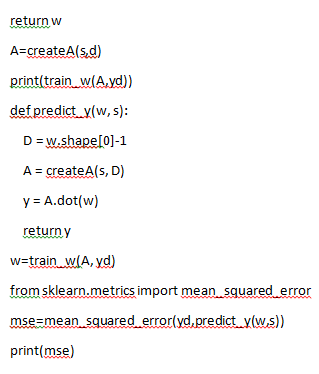 return w
A=createA(s,d)
print(train_w(A,yd))
def predict_y(w, s):
D = w.shape[0]-1
A = createA(s, D)
y = A.dot(w)
return y
w=train_w(A, yd)
from sklearn.metrics import mean_squared_error
mse=mean_squared_error(yd,predict_y(w,s))
print(mse)